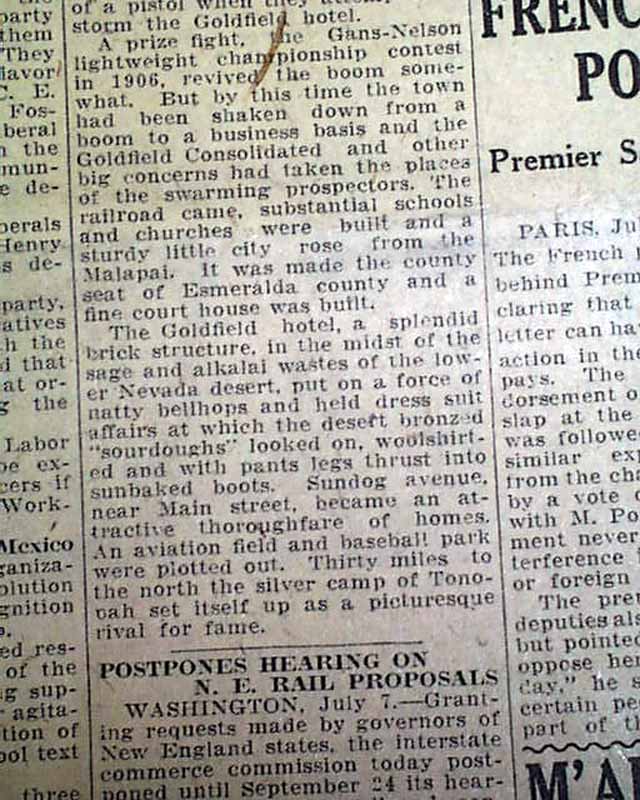 the
party
them
They
flavor
C. E.
Fos-
beral
n the
mun-
e de-
berals
Henry
s de-
party,
atives
h the
d that
at or-
g the
Labor
be ex-
cers if
Work-
Mexico
ganiza-
olution
gnition
ed res-
of the
g sup-
agita-
tion of
ool text
three
of a pistol when they
storm the Goldfield hotel.
A prize fight, the Gans-Nelson
lightweight championship contest
in 1906, revived the boom some-
what. But by this time the town
had been shaken down from a
boom to a business basis and the
Goldfield Consolidated and other
big concerns had taken the places
of the swarming prospectors. The
railroad came, substantial schools
and churches were built and a
sturdy little city rose from the
Malapai. It was made the county
seat of Esmeralda county and a
fine court house was built.
The Goldfield hotel, a splendid
brick structure, in the midst of the
sage and alkalai wastes of the low-
er Nevada desert, put on a force of
natty bellhops and held dress suit
affairs at which the desert bronzed
"sourdoughs" looked on, woolshirt-
ed and with pants legs thrust into
sunbaked boots. Sundog avenue,
near Main street, became an at-
tractive thoroughfare of homes.
An aviation field and baseball park
were plotted out. Thirty miles to
the north the silver camp of Tono-
pah set itself up as a picturesque
rival for fame.
POSTPONES HEARING ON
N. E. RAIL PROPOSALS
WASHINGTON, July 7.—Grant-
ing requests made by governors of
New England states, the interstate
commerce commission today post-
poned until September 24 its hear-
FRENC
PO
Premier S
PARIS, Ju
The French
behind Prem
claring that
letter can ha
action in the
pays. The
dorsement o
slap at the
was followe
similar exp
from the cha
by a vote o
with M. Po
ment never
terference
or foreign
The prem
deputies als
but pointed
oppose her
day," he s
certain pe
part of th
M'A